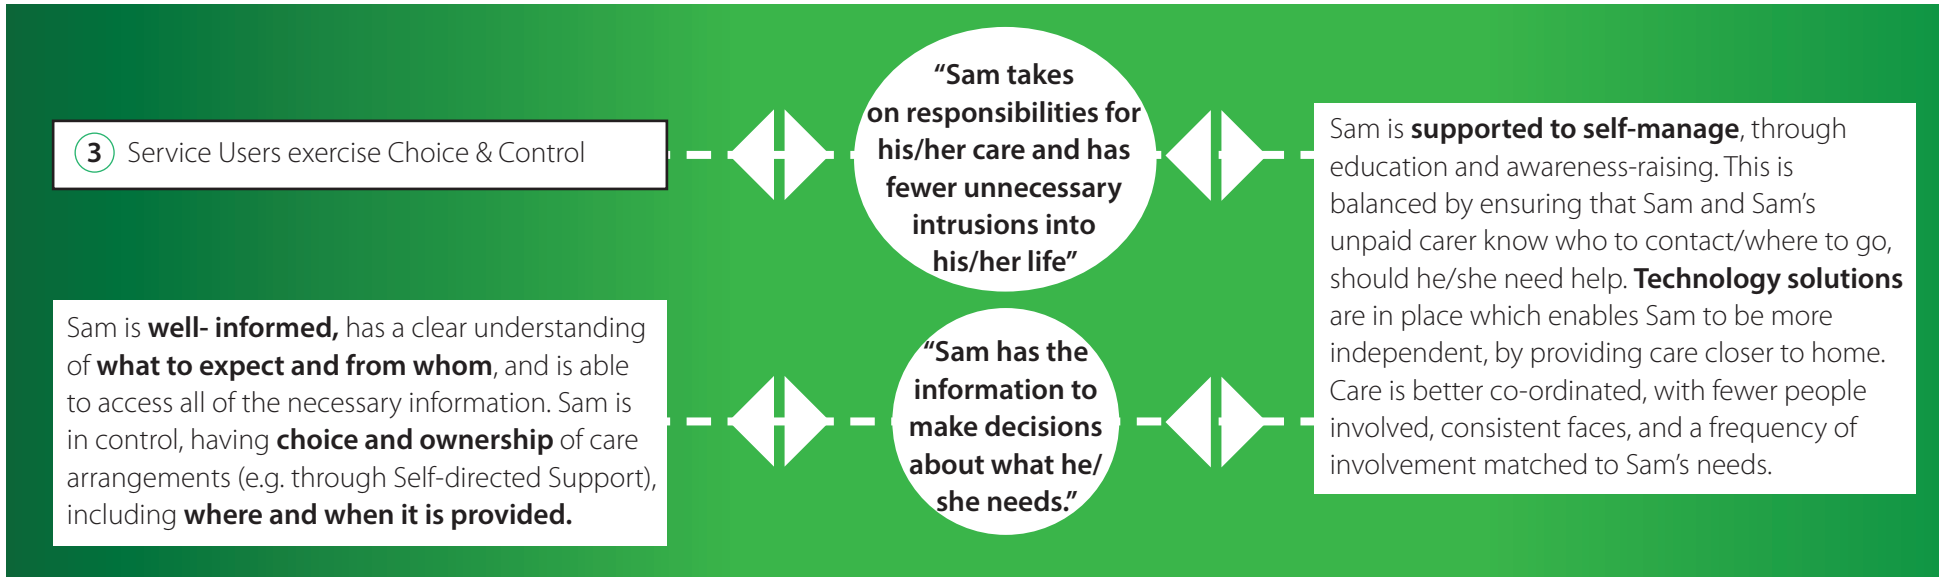 3 Service Users exercise Choice & Control
Sam is well- informed, has a clear understanding
of what to expect and from whom, and is able
to access all of the necessary information. Sam is
in control, having choice and ownership of care
arrangements (e.g. through Self-directed Support),
including where and when it is provided.
“Sam takes
on responsibilities for
his/her care and has
fewer unnecessary
intrusions into
his/her life”
“Sam has the
information to
make decisions
about what he/
she needs.”
Sam is supported to self-manage, through
education and awareness-raising. This is
balanced by ensuring that Sam and Sam’s
unpaid carer know who to contact/where to go,
should he/she need help. Technology solutions
are in place which enables Sam to be more
independent, by providing care closer to home.
Care is better co-ordinated, with fewer people
involved, consistent faces, and a frequency of
involvement matched to Sam’s needs.